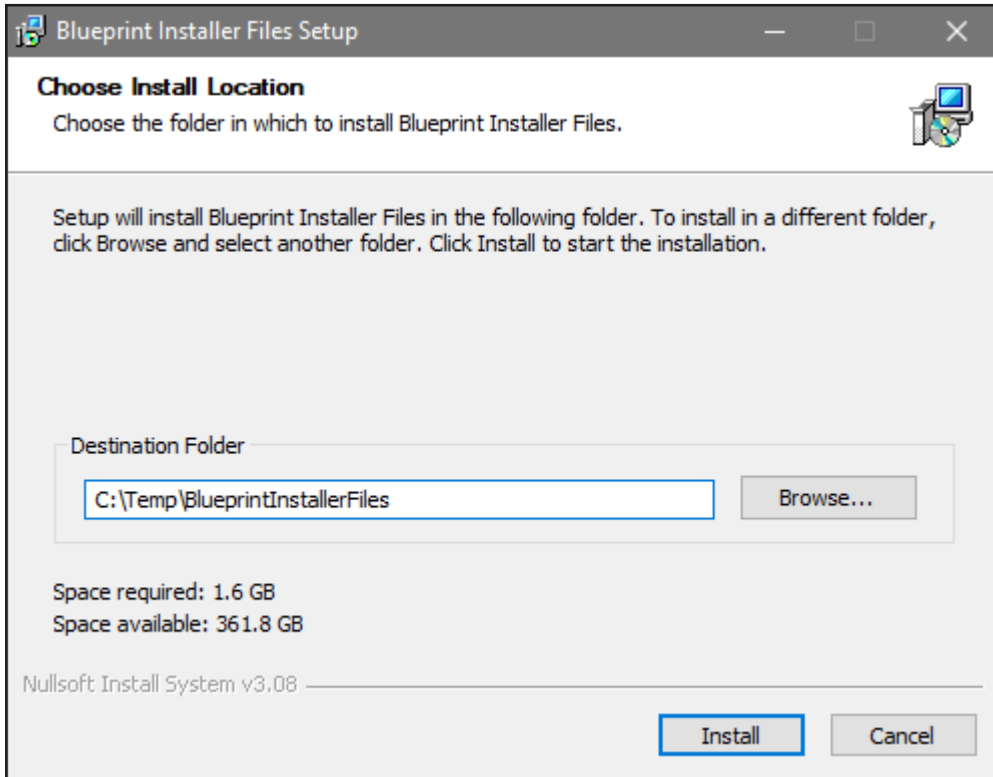 Blueprint Installer Files Setup
Choose Install Location
Choose the folder in which to install Blueprint Installer Files.
Setup will install Blueprint Installer Files in the following folder. To install in a different folder,
click Browse and select another folder. Click Install to start the installation.
Destination Folder
C:\Temp\BlueprintInstallerFiles
Browse...
Space required: 1.6 GB
Space available: 361.8 GB
Nullsoft Install System v3.08
Install
Cancel